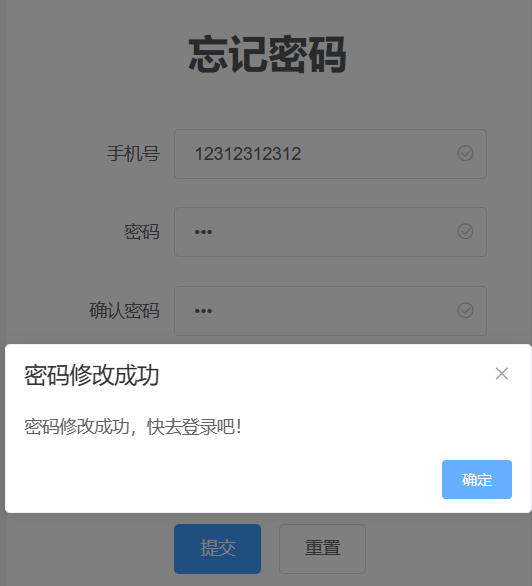 忘记密码
手机号 12312312312
密码 •••
确认密码 •••
密码修改成功
密码修改成功，快去登录吧！
确定
提交 重置